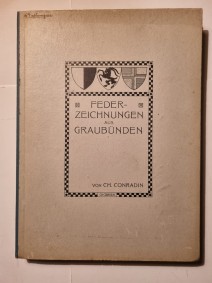 FEDER-
ZEICHNUNGEN
AUS
GRAUBÜNDEN
VON CH. CONRADIN